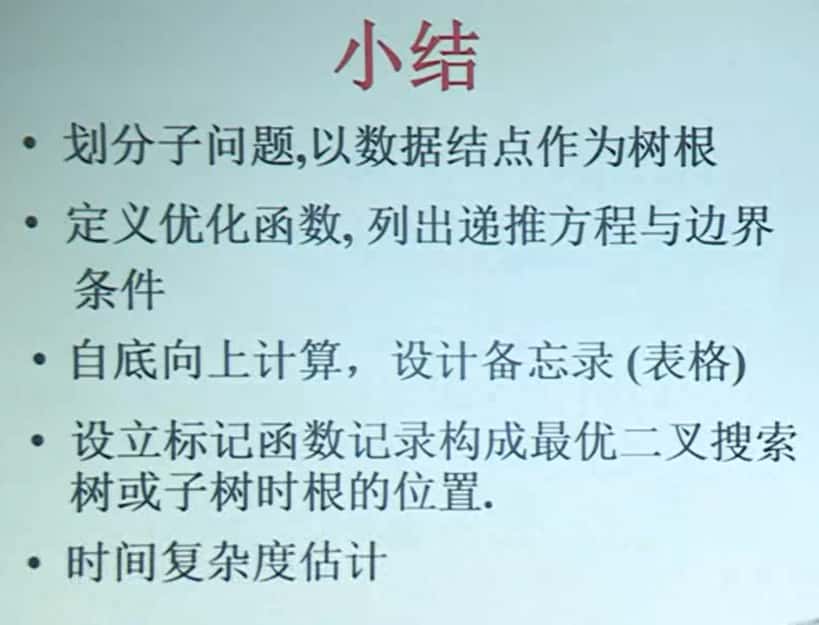 小结
• 划分子问题,以数据结点作为树根
• 定义优化函数, 列出递推方程与边界
条件
• 自底向上计算，设计备忘录 (表格)
• 设立标记函数记录构成最优二叉搜索
树或子树时根的位置.
• 时间复杂度估计